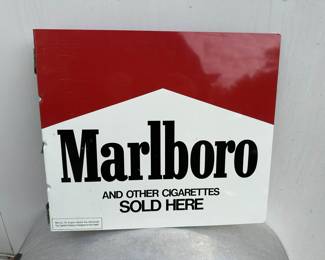 Marlboro
AND OTHER CIGARETTES
SOLD HERE